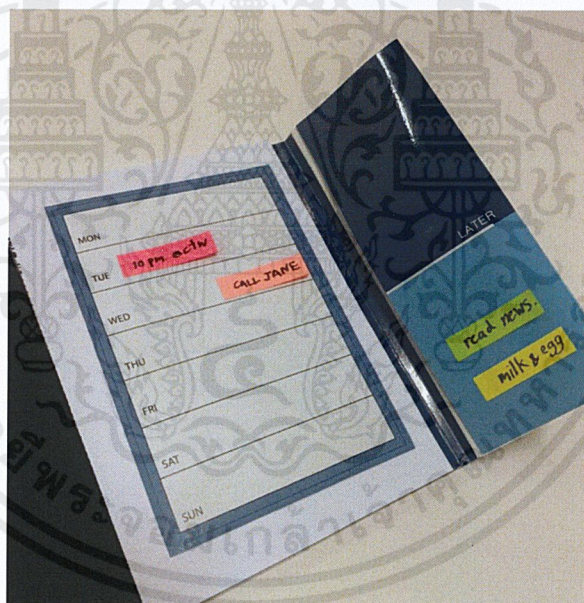 MON
TUE
10 pm
CALL JANE
WED
THU
FRI
SAT
SUN
LATER
read news.
milk & egg